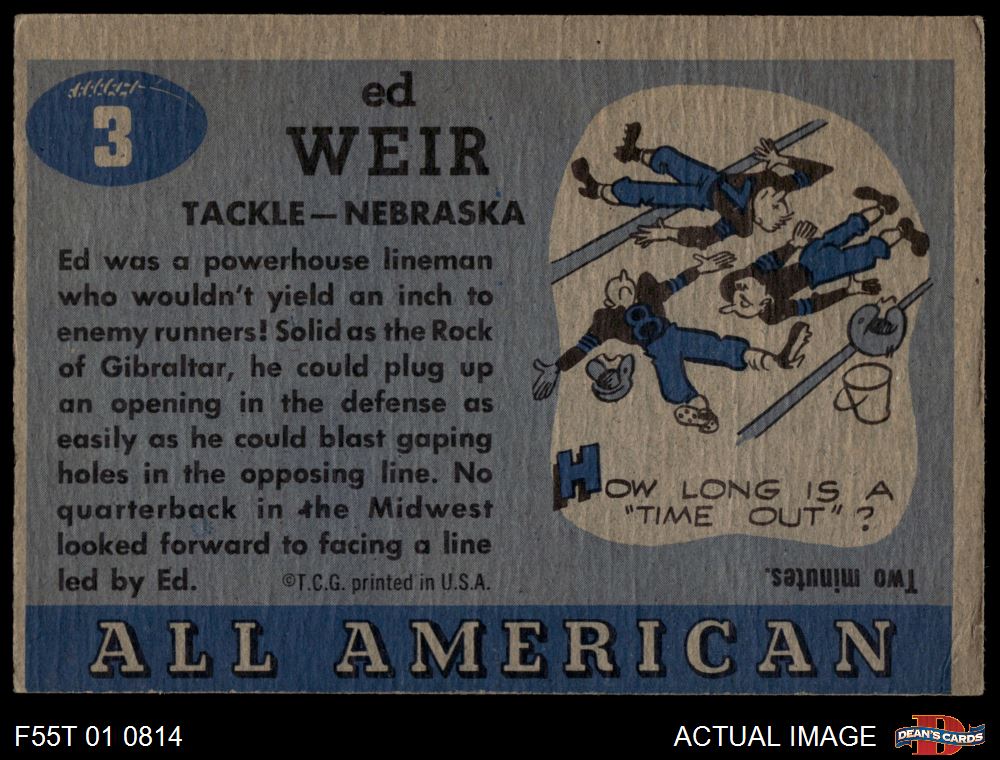 3
ed
WEIR
TACKLE—NEBRASKA
Ed was a powerhouse lineman
who wouldn't yield an inch to
enemy runners! Solid as the Rock
of Gibraltar, he could plug up
an opening in the defense as
easily as he could blast gaping
holes in the opposing line. No
quarterback in the Midwest
looked forward to facing a line
led by Ed.
©T.C.G. printed in U.S.A.
8
HOW LONG IS A
"TIME OUT"?
Two minutes.
ALL AMERICAN
F55T 01 0814
ACTUAL IMAGE
D
DEAN'S CARDS